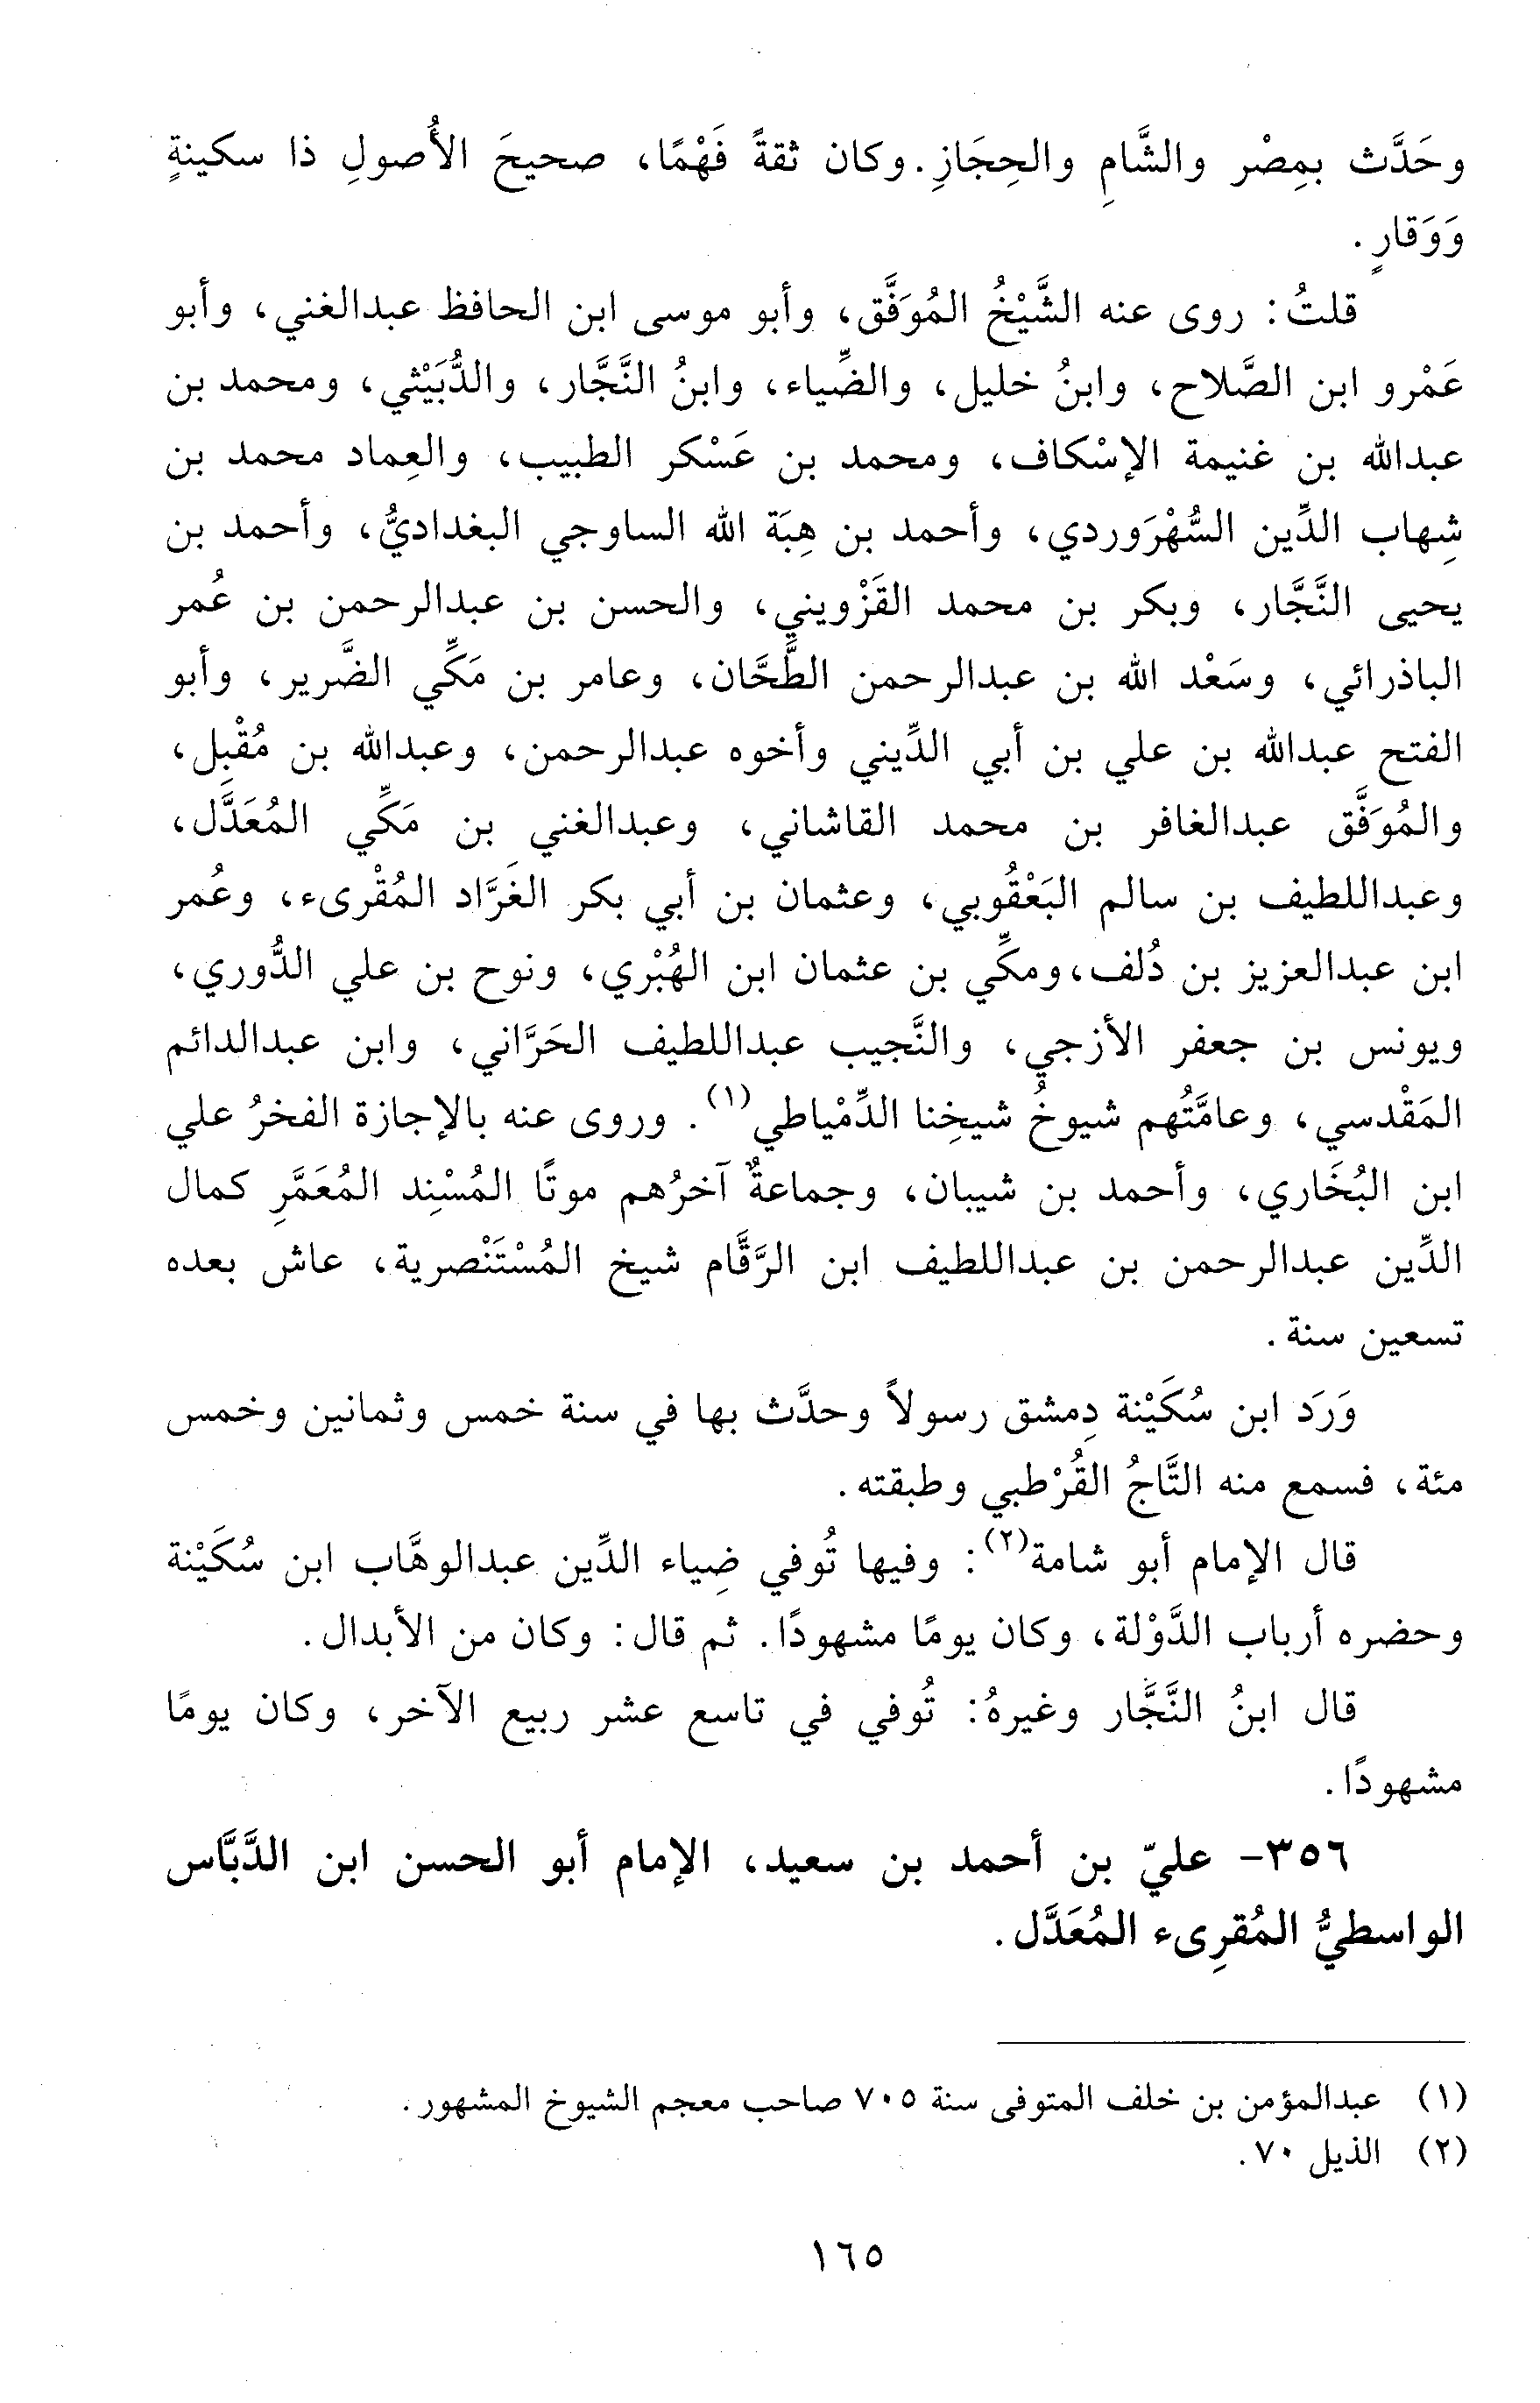 وحَدَّث بمِصْر والشَّامِ والحِجَازِ. وكان ثقةً فَهْمًا، صحيحَ الأُصولِ ذا سكينةٍ
وَوَقارٍ.
قلتُ: روى عنه الشَّيْخُ المُوَفَّق، وأبو موسى ابن الحافظ عبدالغني، وأبو
عَمْرو ابن الصَّلاح، وابنُ خليل، والضِّياء، وابنُ النَّجَّار، والدُّبَيْثي، ومحمد بن
عبدالله بن غنيمة الإسْكاف، ومحمد بن عَسْكر الطبيب، والعِماد محمد بن
شِهاب الدِّين السُّهْرَوردي، وأحمد بن هِبَة الله الساوجي البغداديُّ، وأحمد بن
يحيى النَّجَّار، وبكر بن محمد القَزْويني، والحسن بن عبدالرحمن بن عُمر
الباذرائي، وسَعْد الله بن عبدالرحمن الطَّحَّان، وعامر بن مَكِّي الضَّرير، وأبو
الفتح عبدالله بن علي بن أبي الدِّيني وأخوه عبدالرحمن، وعبدالله بن مُقْبِل،
والمُوَفَّق عبدالغافر بن محمد القاشاني، وعبدالغني بن مَكِّي المُعَدَّل،
وعبداللطيف بن سالم البَعْقُوبي، وعثمان بن أبي بكر الغَرَّاد المُقْرىء، وعُمر
ابن عبدالعزيز بن دُلف، ومكِّي بن عثمان ابن الهُبْري، ونوح بن علي الدُّوري،
ويونس بن جعفر الأزجي، والنَّجيب عبداللطيف الحَرَّاني، وابن عبدالدائم
المَقْدسي، وعامَّتُهم شيوخُ شيخِنا الدِّمْياطي(١). وروى عنه بالإجازة الفخرُ علي
ابن البُخَاري، وأحمد بن شيبان، وجماعةٌ آخرُهم موتًا المُسْنِد المُعَمَّرِ كمال
الدِّين عبدالرحمن بن عبداللطيف ابن الرَّقَّام شيخ المُسْتَنْصرية، عاش بعده
تسعين سنة.
وَرَد ابن سُكَيْنة دِمشق رسولاً وحدَّث بها في سنة خمس وثمانين وخمس
مئة، فسمع منه التَّاجُ القُرْطبي وطبقته.
قال الإمام أبو شامة(٢): وفيها تُوفي ضِياء الدِّين عبدالوهَّاب ابن سُكَيْنة
وحضره أرباب الدَّوْلة، وكان يومًا مشهودًا. ثم قال: وكان من الأبدال.
قال ابنُ النَّجَّار وغيرهُ: تُوفي في تاسع عشر ربيع الآخر، وكان يومًا
مشهودًا.
٣٥٦- عليّ بن أحمد بن سعيد، الإمام أبو الحسن ابن الدَّبَّاس
الواسطيُّ المُقرِىء المُعَدَّل.
(١) عبدالمؤمن بن خلف المتوفى سنة ٧٠٥ صاحب معجم الشيوخ المشهور.
(٢) الذيل ٧٠.
١٦٥